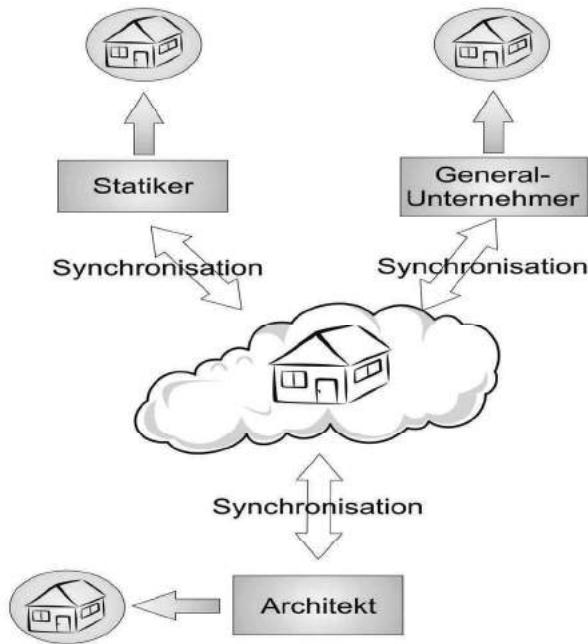 Statiker
General-
Unternehmer
Synchronisation
Synchronisation
Synchronisation
Architekt